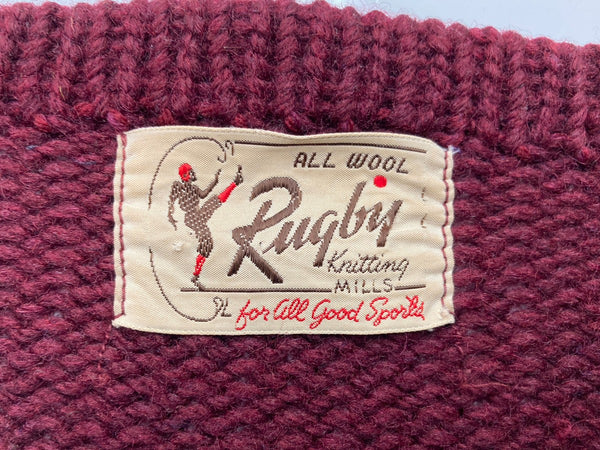 ALL WOOL
Rugby
Knitting
MILLS
for All Good Sports